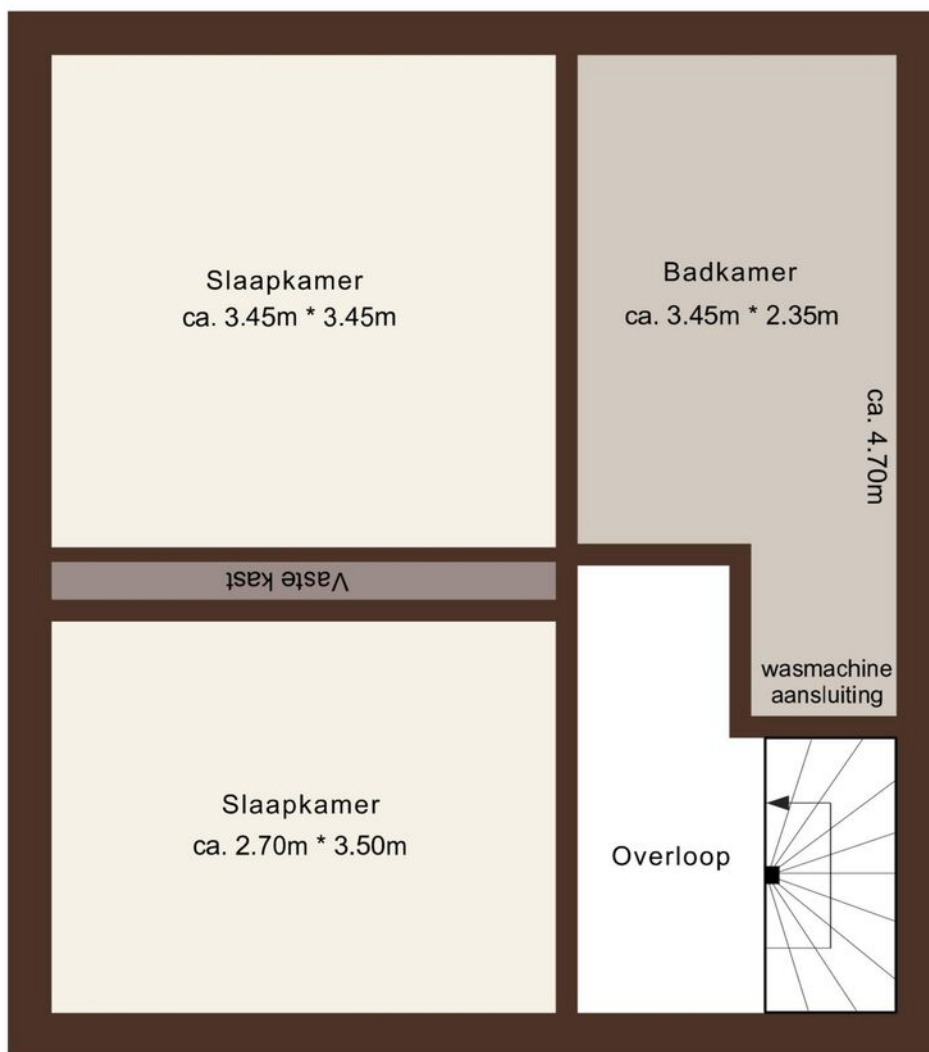 Slaapkamer
ca. 3.45m * 3.45m
Badkamer
ca. 3.45m * 2.35m
ca. 4.70m
Vaste kast
wasmachine
aansluiting
Slaapkamer
ca. 2.70m * 3.50m
Overloop